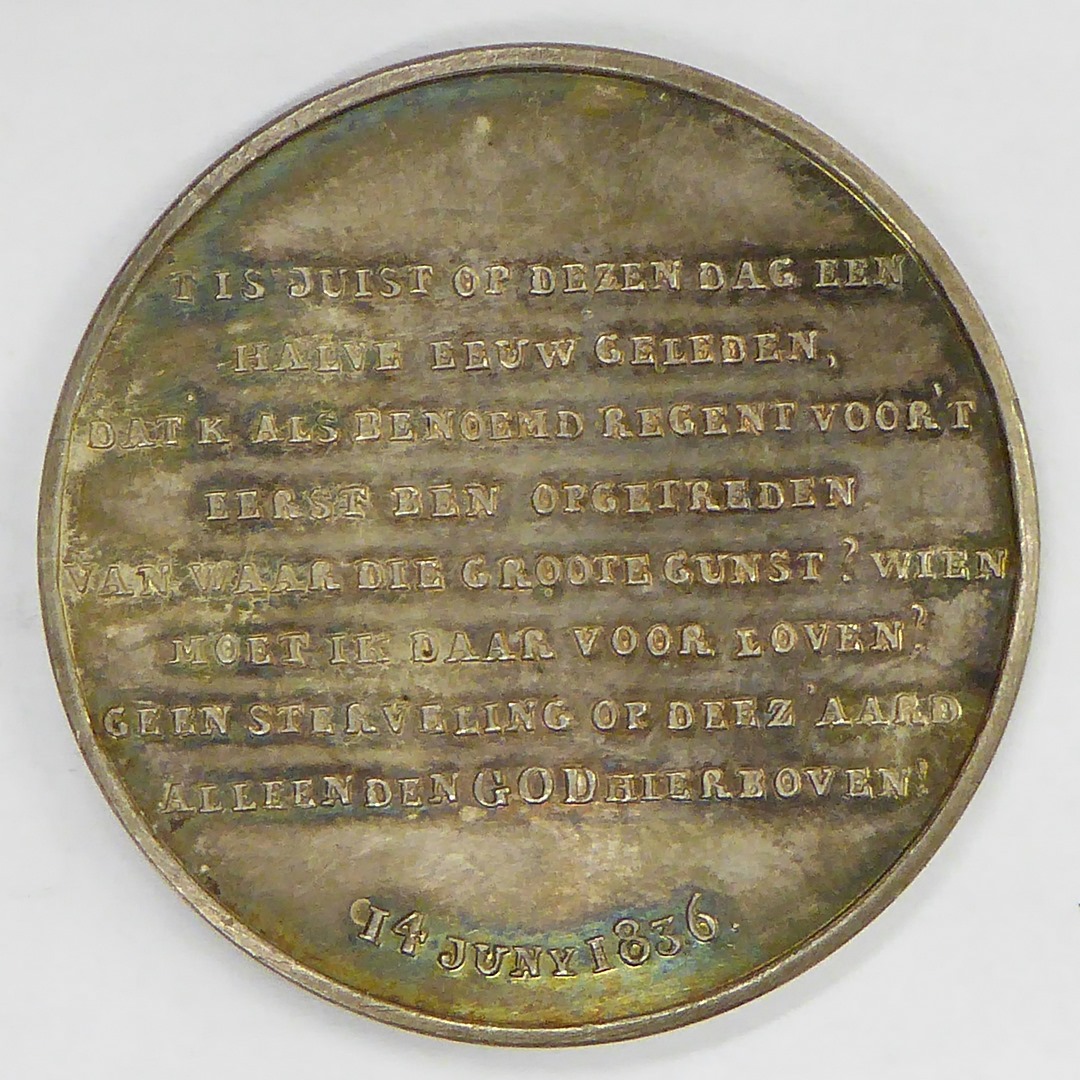 T IS JUIST OP DEZEN DAG EEN
HALVE EEUW GELEDEN,
DAT'K ALS BENOEMD REGENT VOOR'T
EERST BEN OPGETREDEN
VAN WAAR DIE GROOTE GUNST? WIEN
MOET IK DAAR VOOR LOVEN?
GEEN STERVELING OP DEEZ'AARD
ALLEEN DEN GOD HIERBOVEN!
14 JUNY 1836.